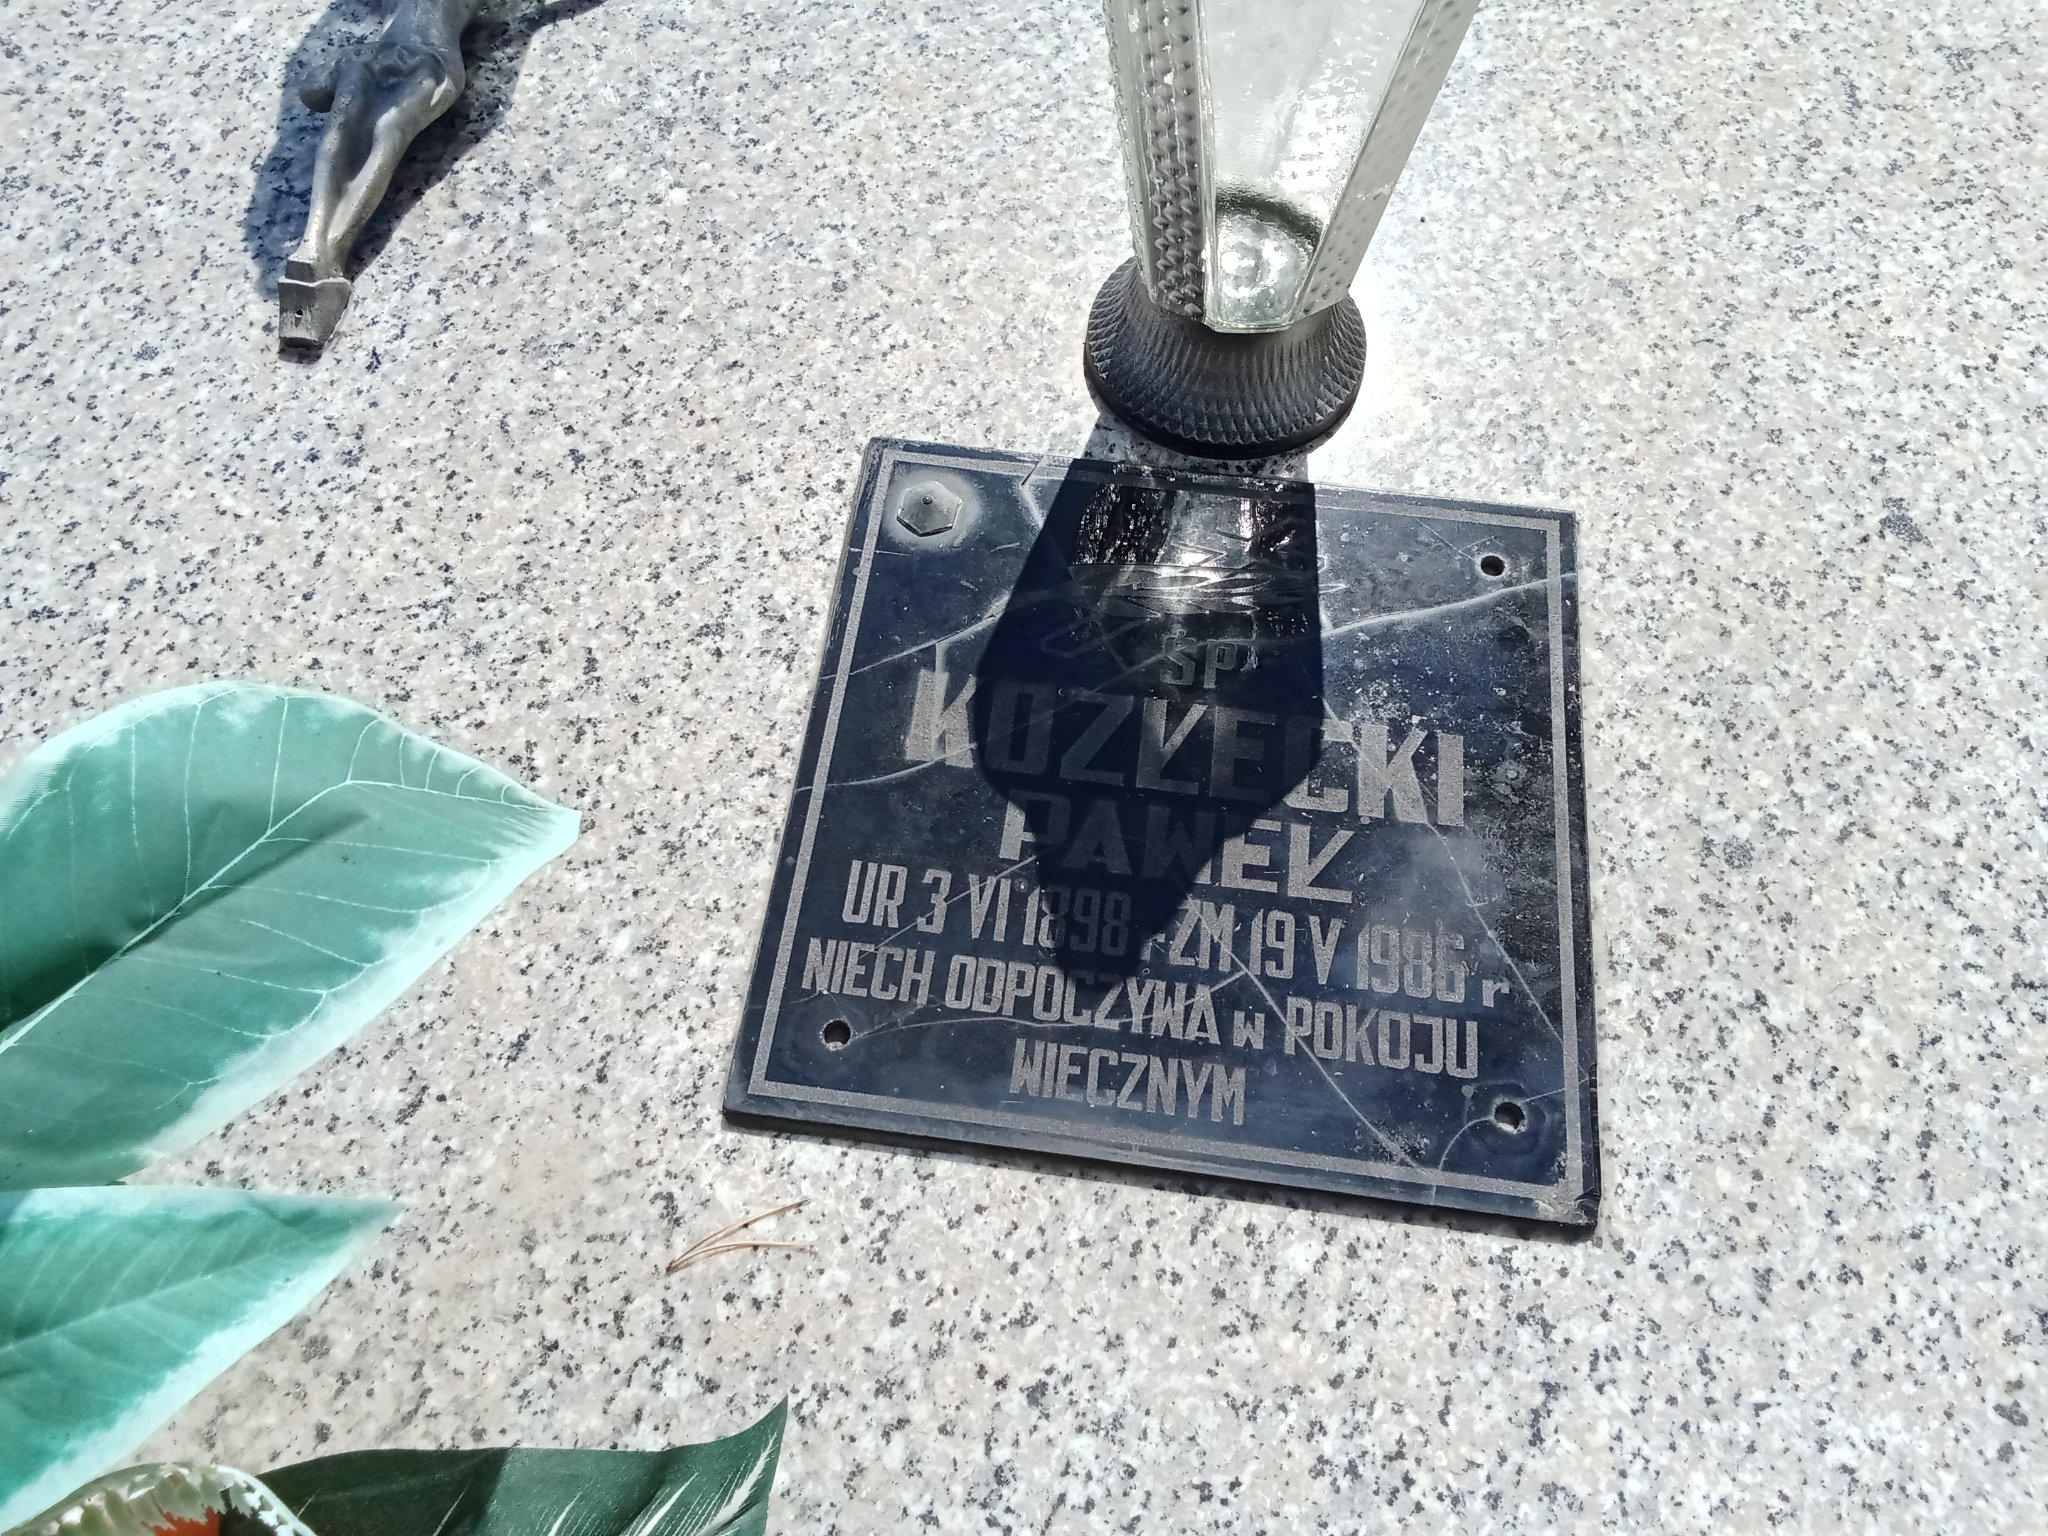 ŚP
KOZŁECKI
PAWEŁ
UR 3 VI 1898 ZM 19 V 1986 r
NIECH ODPOCZYWA w POKOJU
WIECZNYM